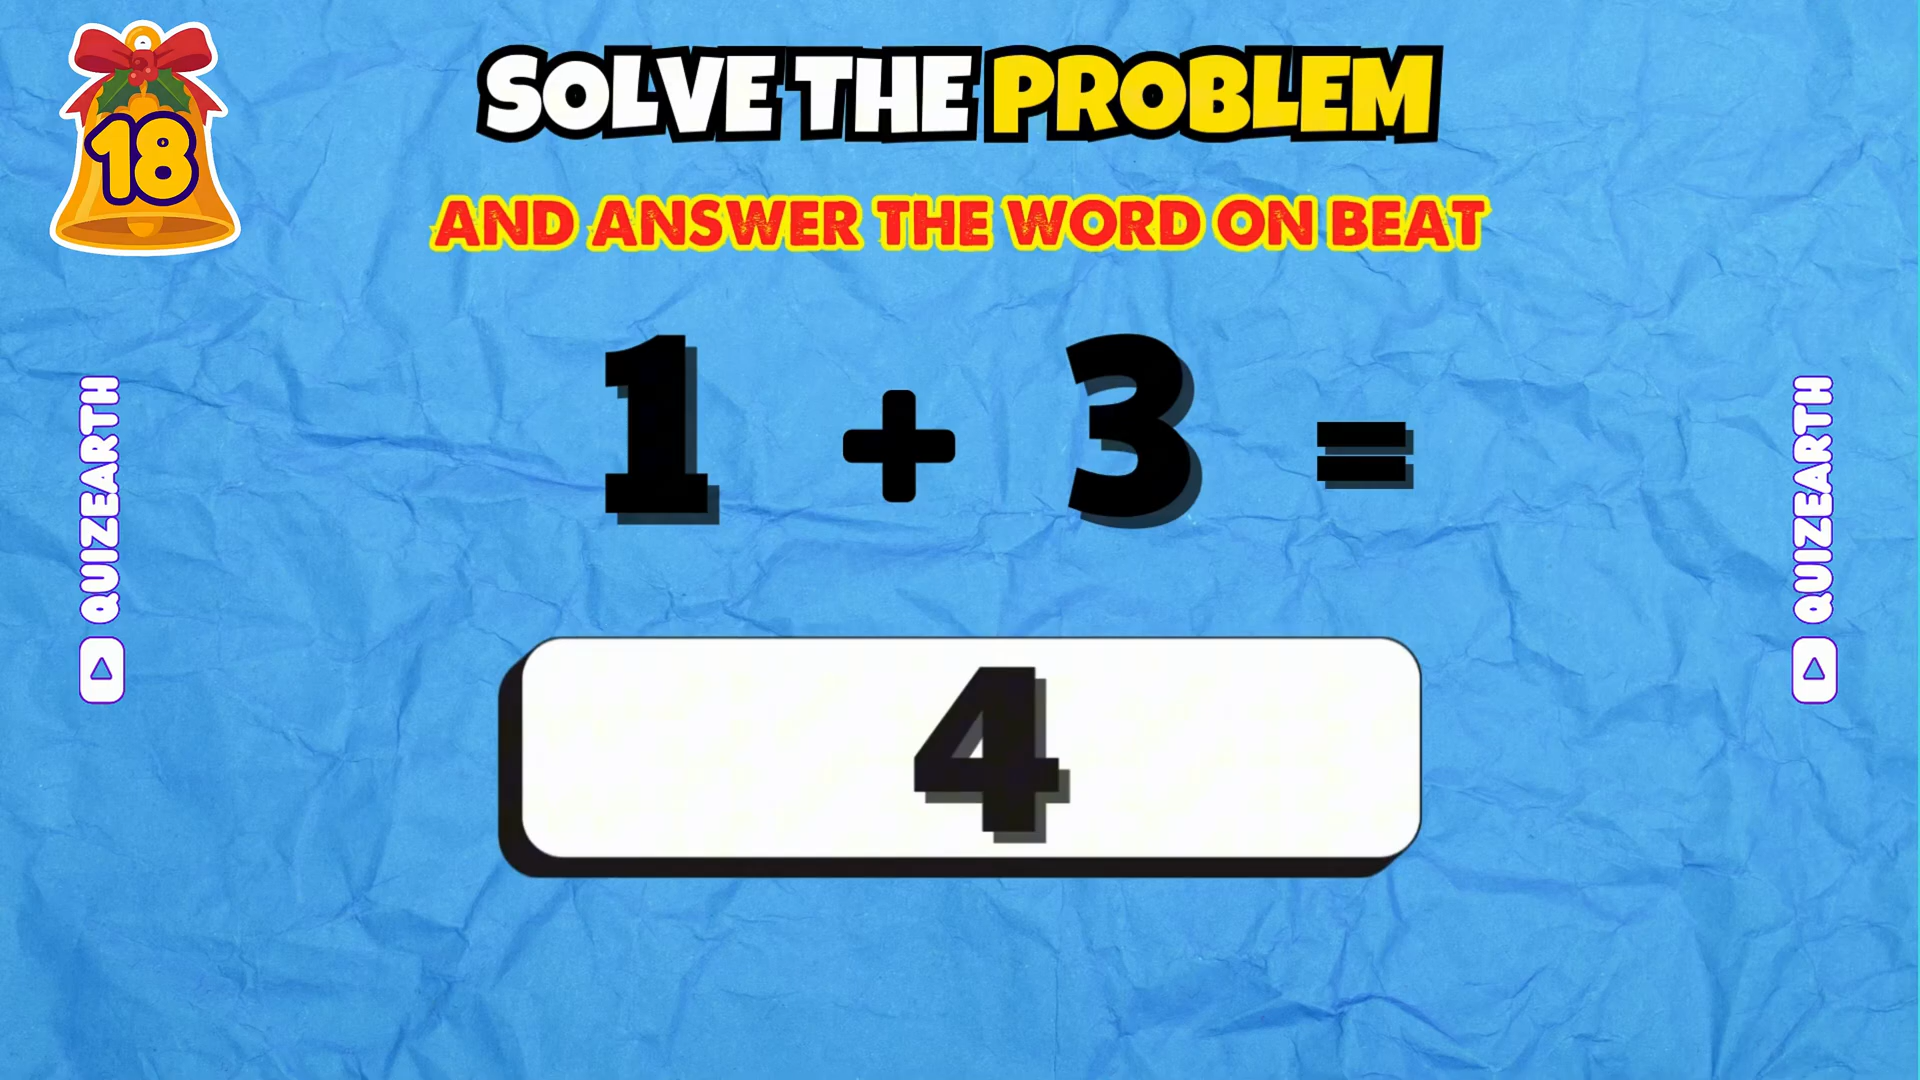 18
SOLVE THE PROBLEM
AND ANSWER THE WORD ON BEAT
1 + 3 =
4
QUIZEARTH
QUIZEARTH